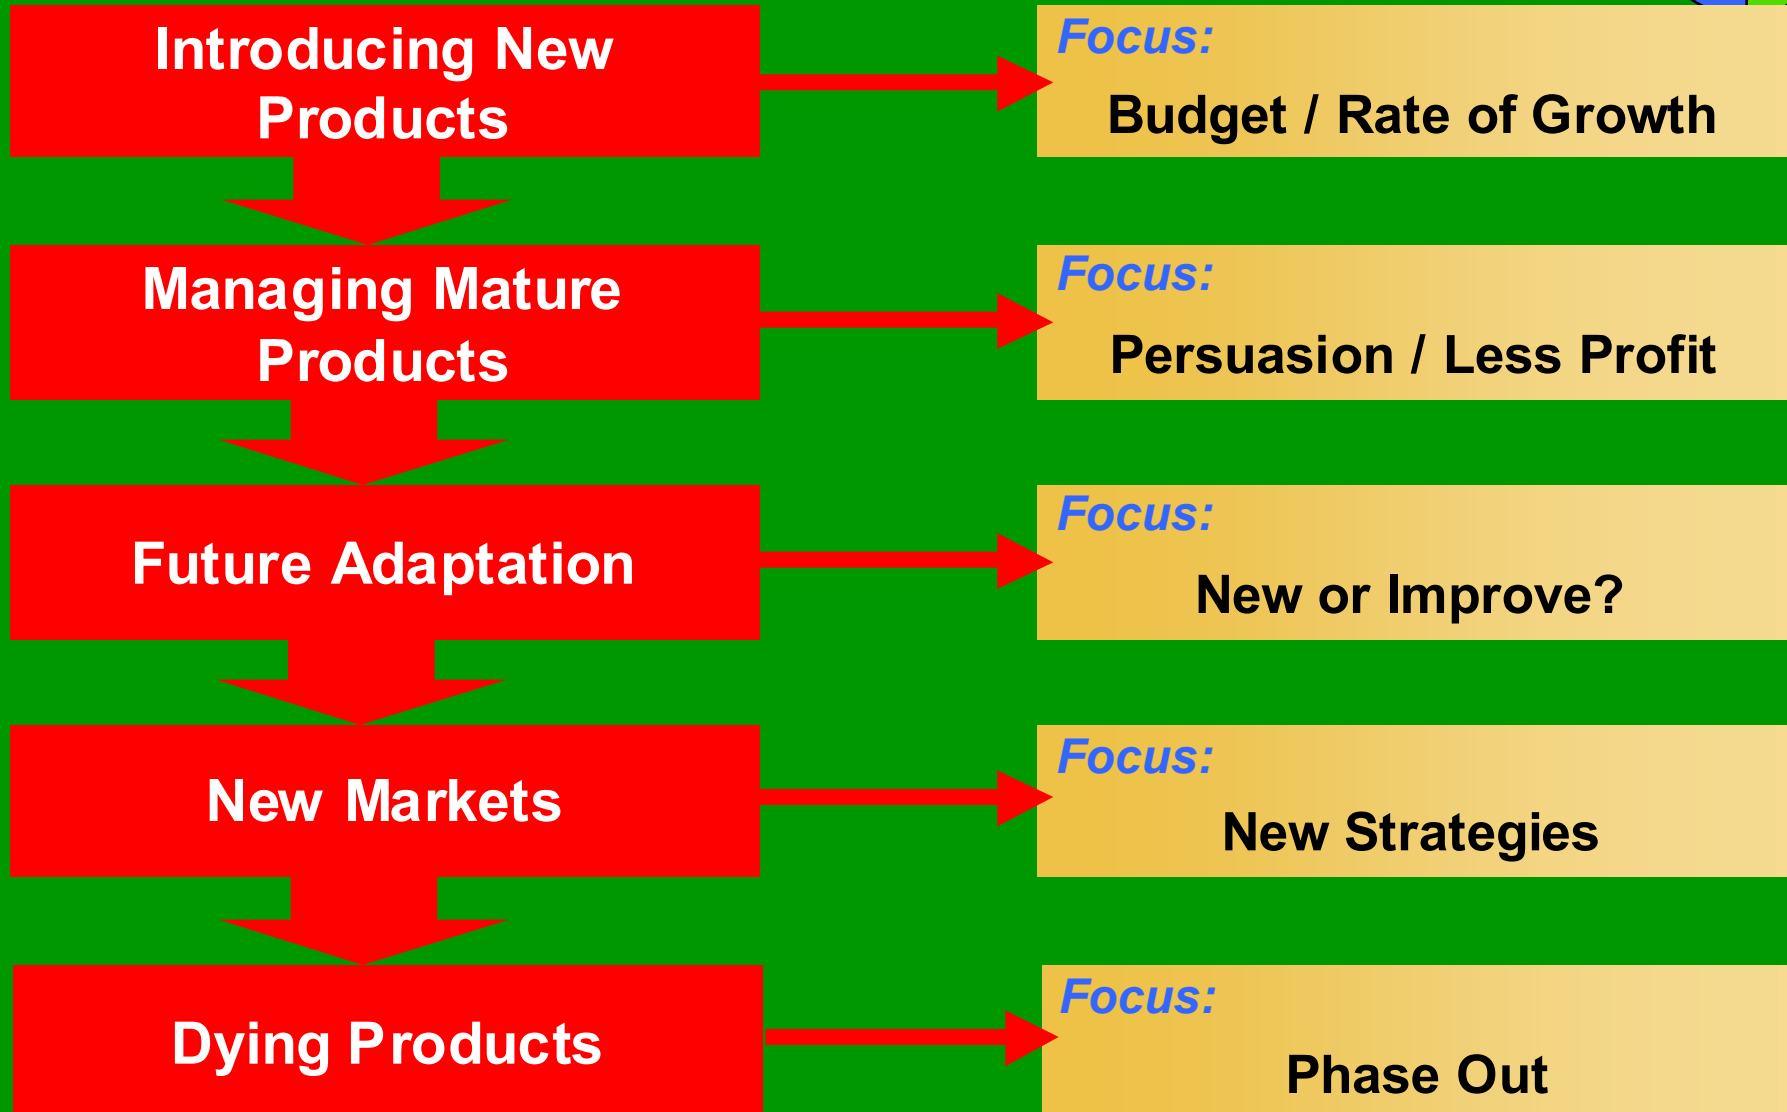 Introducing New
Products
Focus:
Budget / Rate of Growth
Managing Mature
Products
Focus:
Persuasion / Less Profit
Future Adaptation
Focus:
New or Improve?
New Markets
Focus:
New Strategies
Dying Products
Focus:
Phase Out